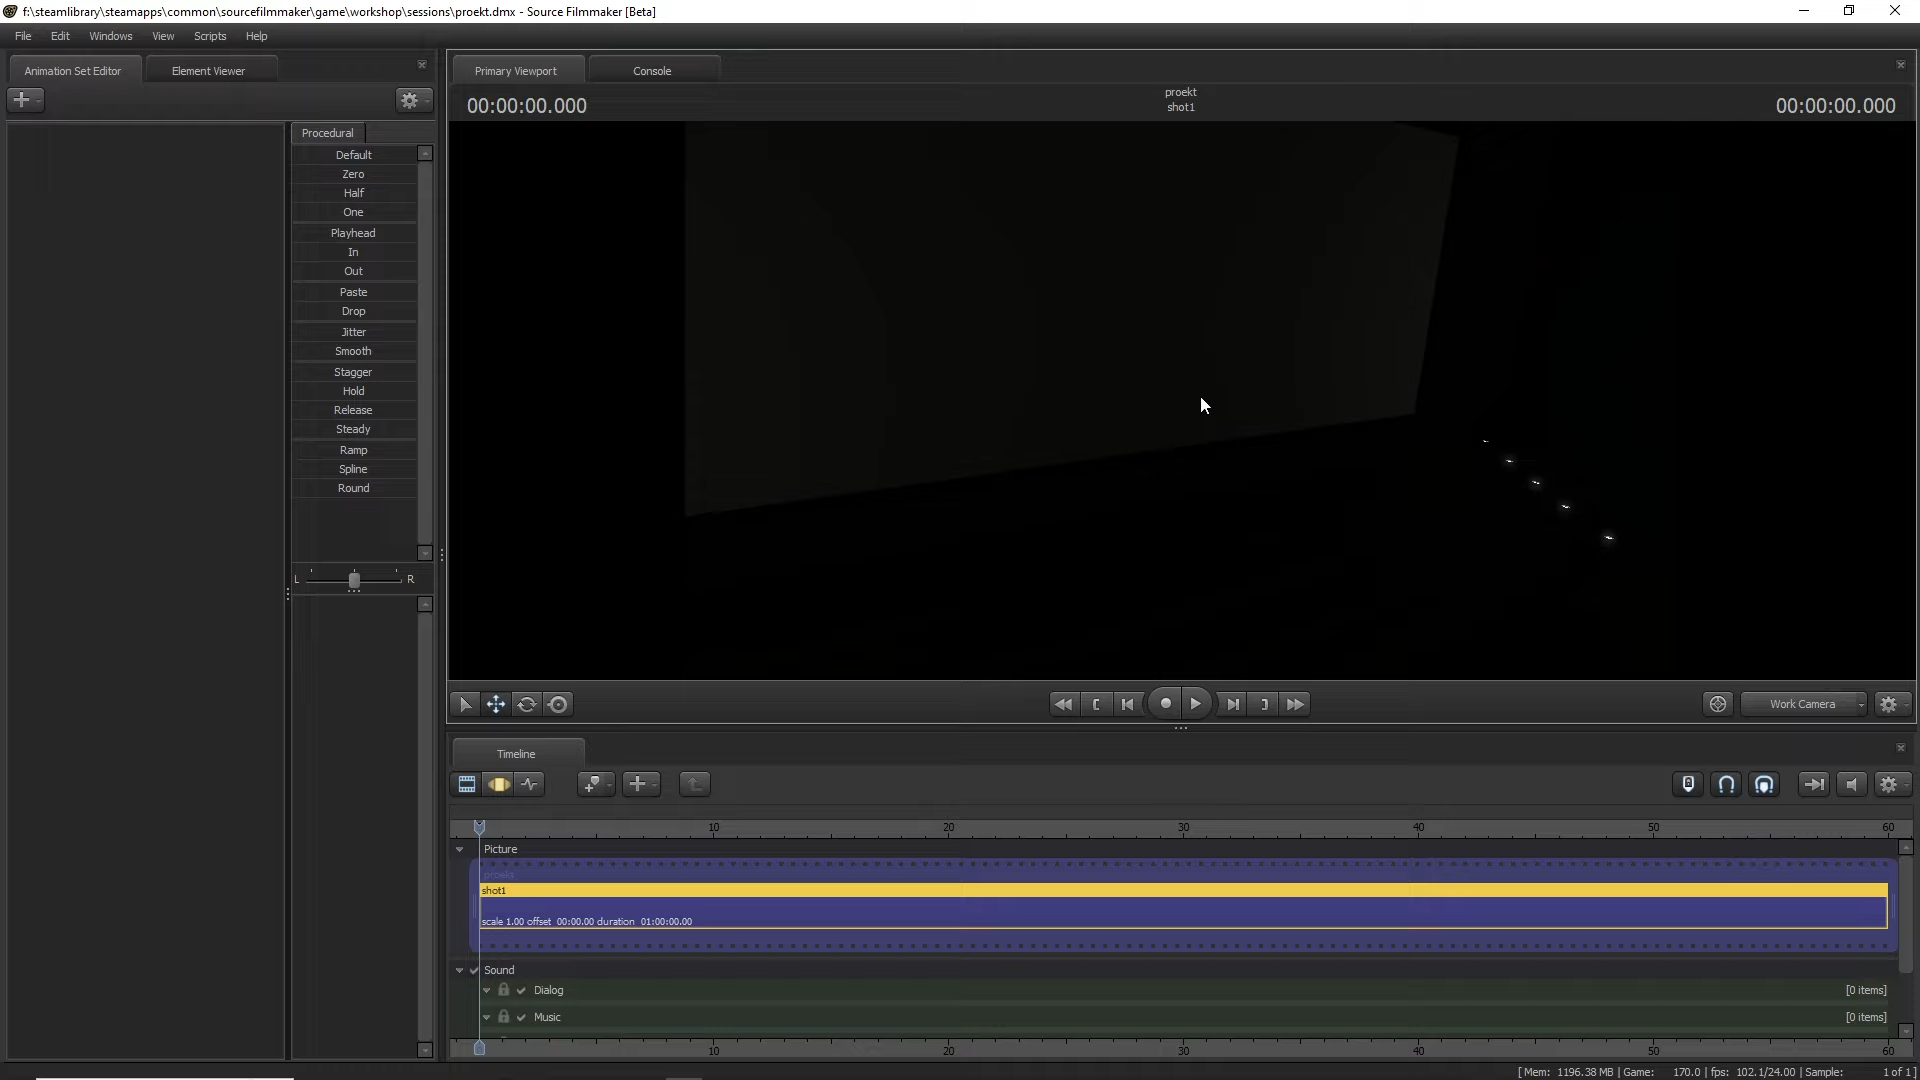 f:\steamlibrary\steamapps\common\sourcefilmmaker\game\workshop\sessions\proekt.dmx - Source Filmmaker [Beta]
File Edit Windows View Scripts Help
Animation Set Editor Element Viewer
Primary Viewport Console
00:00:00.000
proekt
shot1
00:00:00.000
Procedural
Default
Zero
Half
One
Playhead
In
Out
Paste
Drop
Jitter
Smooth
Stagger
Hold
Release
Steady
Ramp
Spline
Round
L R
Work Camera
Timeline
10 20 30 40 50 60
Picture
proekt
shot1
scale 1.00 offset 00:00.00 duration 01:00:00.00
Sound
Dialog [0 items]
Music [0 items]
10 20 30 40 50 60
[ Mem: 1196.38 MB | Game: 170.0 | fps: 102.1/24.00 | Sample: 1 of 1 ]